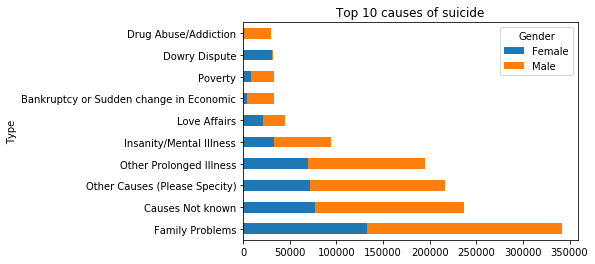 Top 10 causes of suicide
Gender
Female
Male
Type
Drug Abuse/Addiction
Dowry Dispute
Poverty
Bankruptcy or Sudden change in Economic
Love Affairs
Insanity/Mental Illness
Other Prolonged Illness
Other Causes (Please Specity)
Causes Not known
Family Problems
0 50000 100000 150000 200000 250000 300000 350000